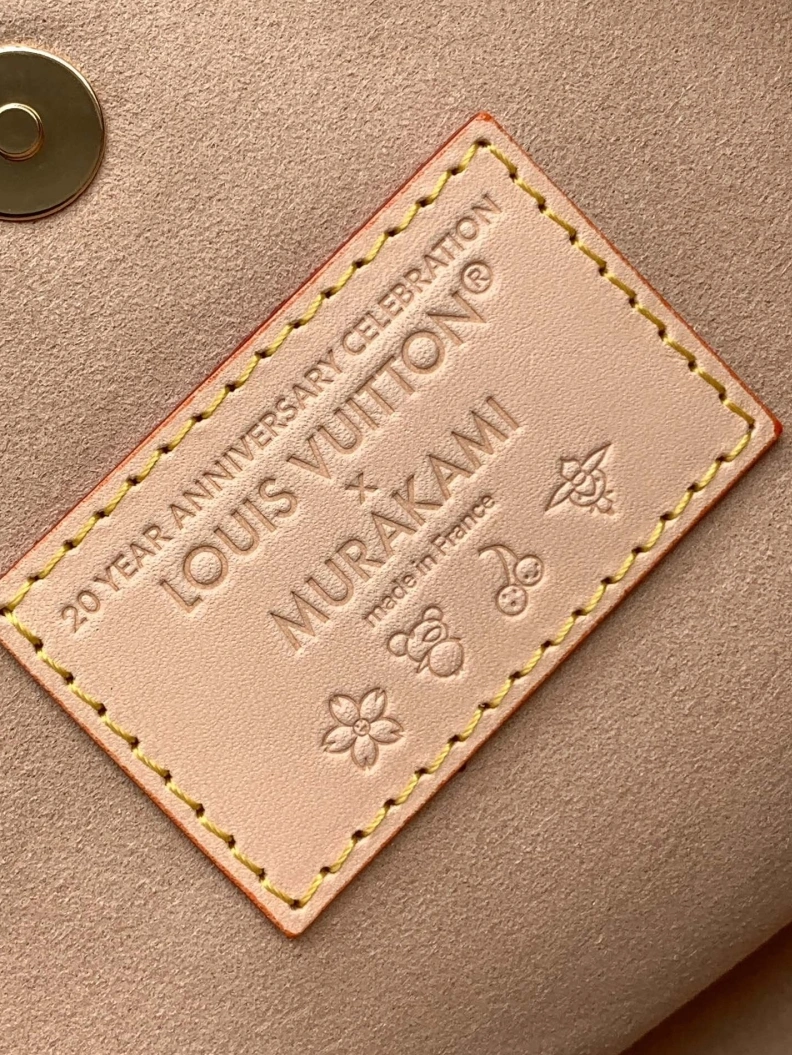 20 YEAR ANNIVERSARY CELEBRATION
LOUIS VUITTON®
x
MURAKAMI
made in France